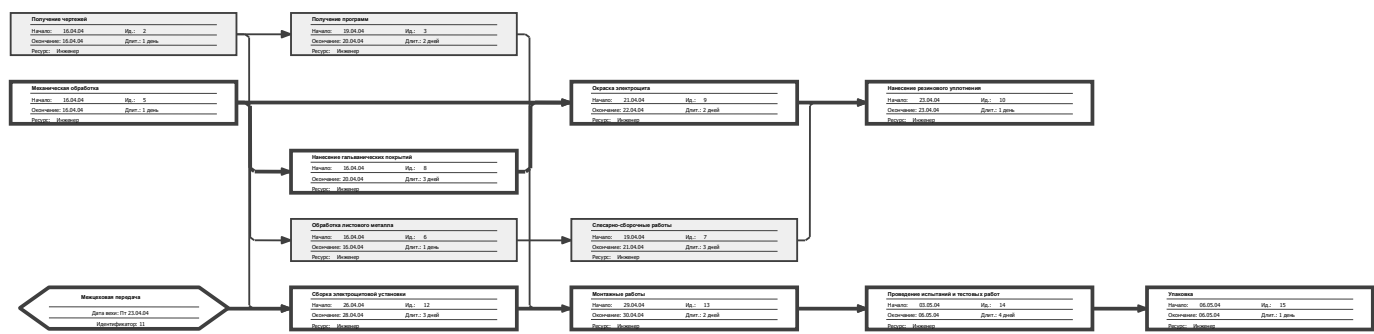 Получение чертежей
Начало: 16.04.04 Ид.: 2
Окончание: 16.04.04 Длит.: 1 день
Ресурс: Инженер
Получение программ
Начало: 19.04.04 Ид.: 3
Окончание: 20.04.04 Длит.: 2 дней
Ресурс: Инженер
Механическая обработка
Начало: 16.04.04 Ид.: 5
Окончание: 16.04.04 Длит.: 1 день
Ресурс: Инженер
Окраска электрощита
Начало: 21.04.04 Ид.: 9
Окончание: 22.04.04 Длит.: 2 дней
Ресурс: Инженер
Нанесение резинового уплотнения
Начало: 23.04.04 Ид.: 10
Окончание: 23.04.04 Длит.: 1 день
Ресурс: Инженер
Нанесение гальванических покрытий
Начало: 16.04.04 Ид.: 8
Окончание: 20.04.04 Длит.: 3 дней
Ресурс: Инженер
Обработка листового металла
Начало: 16.04.04 Ид.: 6
Окончание: 16.04.04 Длит.: 1 день
Ресурс: Инженер
Слесарно-сборочные работы
Начало: 19.04.04 Ид.: 7
Окончание: 21.04.04 Длит.: 3 дней
Ресурс: Инженер
Межцеховая передача
Дата вехи: Пт 23.04.04
Идентификатор: 11
Сборка электрощитовой установки
Начало: 26.04.04 Ид.: 12
Окончание: 28.04.04 Длит.: 3 дней
Ресурс: Инженер
Монтажные работы
Начало: 29.04.04 Ид.: 13
Окончание: 30.04.04 Длит.: 2 дней
Ресурс: Инженер
Проведение испытаний и тестовых работ
Начало: 03.05.04 Ид.: 14
Окончание: 06.05.04 Длит.: 4 дней
Ресурс: Инженер
Упаковка
Начало: 06.05.04 Ид.: 15
Окончание: 06.05.04 Длит.: 1 день
Ресурс: Инженер